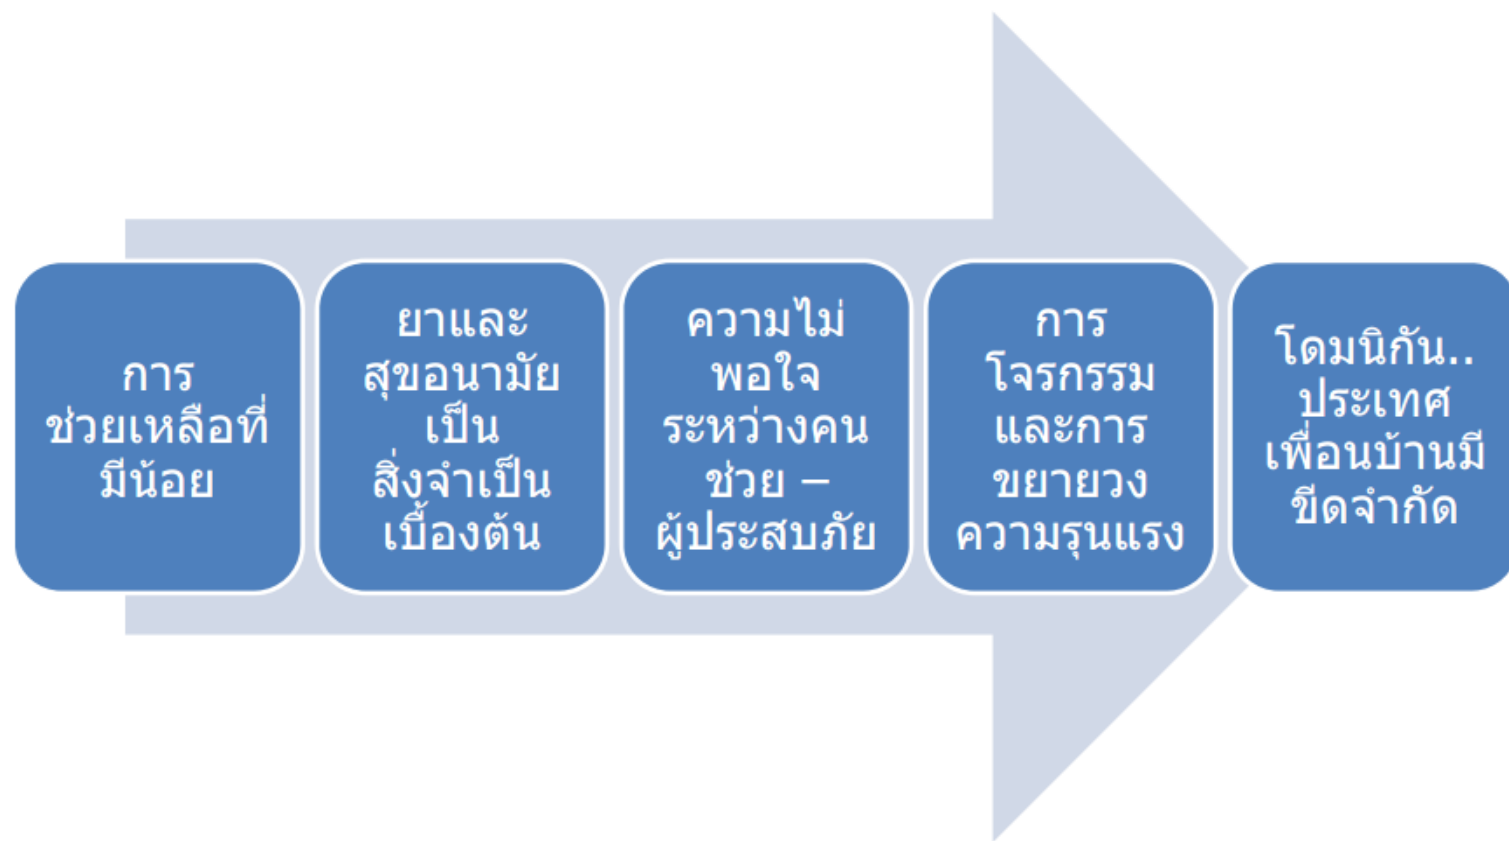 การ
ช่วยเหลือที่
มีน้อย
ยาและ
สุขอนามัย
เป็น
สิ่งจำเป็น
เบื้องต้น
ความไม่
พอใจ
ระหว่างคน
ช่วย –
ผู้ประสบภัย
การ
โจรกรรม
และการ
ขยายวง
ความรุนแรง
โดมนิกัน..
ประเทศ
เพื่อนบ้านมี
ขีดจำกัด